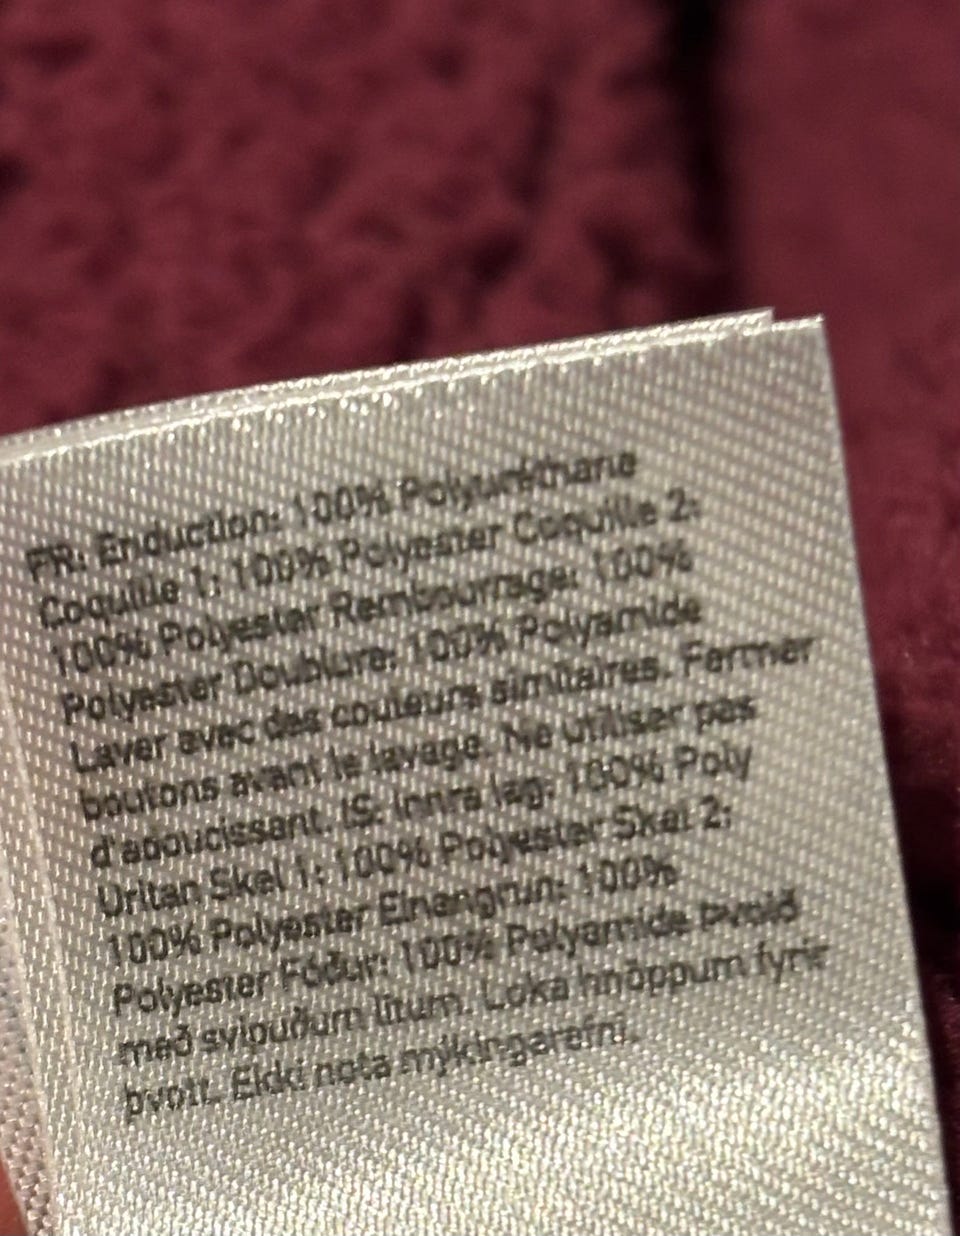 FR: Enduction: 100% Polyuréthane
Coquille 1: 100% Polyester Coquille 2:
100% Polyester Rembourrage: 100%
Polyester Doublure: 100% Polyamide
Laver avec des couleurs similaires. Fermer
boutons avant le lavage. Ne utiliser pas
d'adoucissant. IS: Innra lag: 100% Poly
Uritan Skel 1: 100% Polyester Skel 2:
100% Polyester Einangrun: 100%
Polyester Fóður: 100% Polyamide Þvoið
með svipuðum litum. Loka hnöppum fyrir
þvott. Ekki nota mýkingarefni.